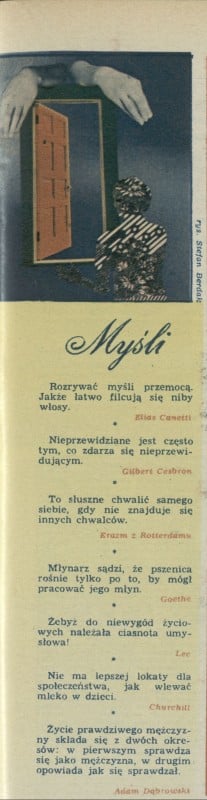 rys. Stefan Berdak
Myśli
Rozrywać myśli przemocą.
Jakże łatwo filcują się niby
włosy.
Elias Canetti
*
Nieprzewidziane jest często
tym, co zdarza się nieprzewi-
dującym.
Gilbert Cesbron
*
To słuszne chwalić samego
siebie, gdy nie znajduje się
innych chwalców.
Erazm z Rotterdamu
*
Młynarz sądzi, że pszenica
rośnie tylko po to, by mógł
pracować jego młyn.
Goethe
*
Żebyż do niewygód życio-
wych należała ciasnota umy-
słowa!
Lec
*
Nie ma lepszej lokaty dla
społeczeństwa, jak wlewać
mleko w dzieci.
Churchill
*
Życie prawdziwego mężczyz-
ny składa się z dwóch okre-
sów: w pierwszym sprawdza
się jako mężczyzna, w drugim
opowiada jak się sprawdzał.
Adam Dąbrowski